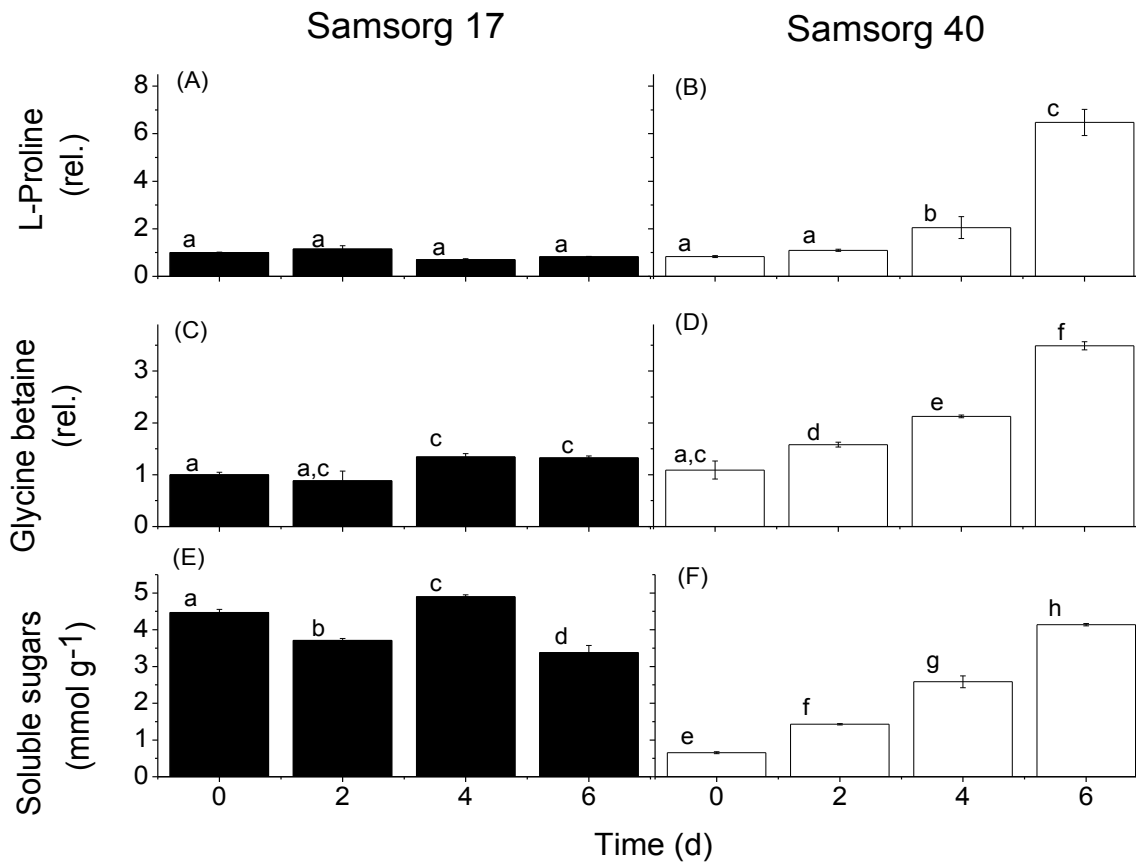 Samsorg 17
Samsorg 40
L-Proline
(rel.)
8
6
4
2
0
(A)
a
a
a
a
(B)
a
a
b
c
Glycine betaine
(rel.)
3
2
1
0
(C)
a
a,c
c
c
(D)
a,c
d
e
f
Soluble sugars
(mmol g⁻¹)
5
4
3
2
1
0
(E)
a
b
c
d
(F)
e
f
g
h
0 2 4 6
0 2 4 6
Time (d)